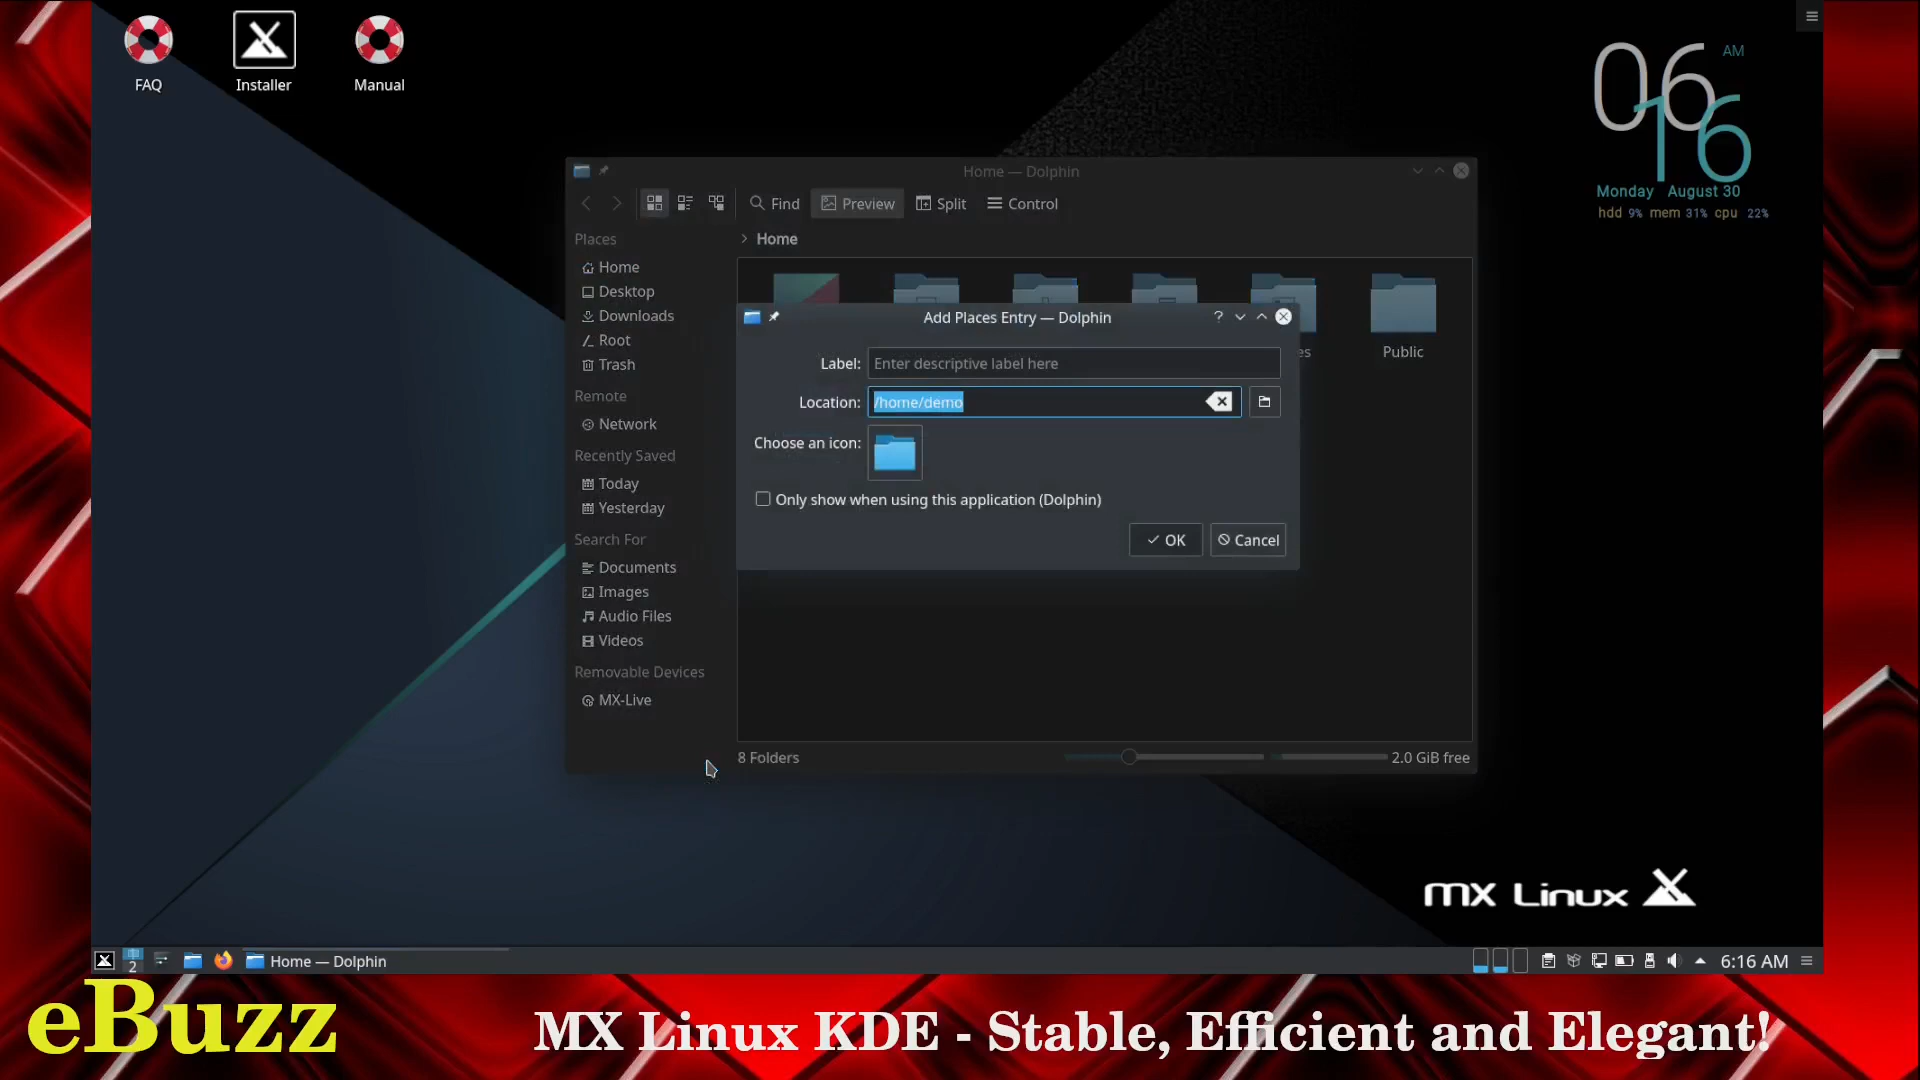 FAQ
Installer
Manual
06
AM
16
Monday August 30
hdd 9% mem 31% cpu 22%
Home — Dolphin
Find
Preview
Split
Control
Places
Home
Home
Desktop
Downloads
Root
Trash
Remote
Network
Recently Saved
Today
Yesterday
Search For
Documents
Images
Audio Files
Videos
Removable Devices
MX-Live
es
Public
Add Places Entry — Dolphin
?
Label: Enter descriptive label here
Location: /home/demo
Choose an icon:
Only show when using this application (Dolphin)
OK
Cancel
8 Folders
2.0 GiB free
MX Linux
2
Home — Dolphin
6:16 AM
eBuzz
MX Linux KDE - Stable, Efficient and Elegant!